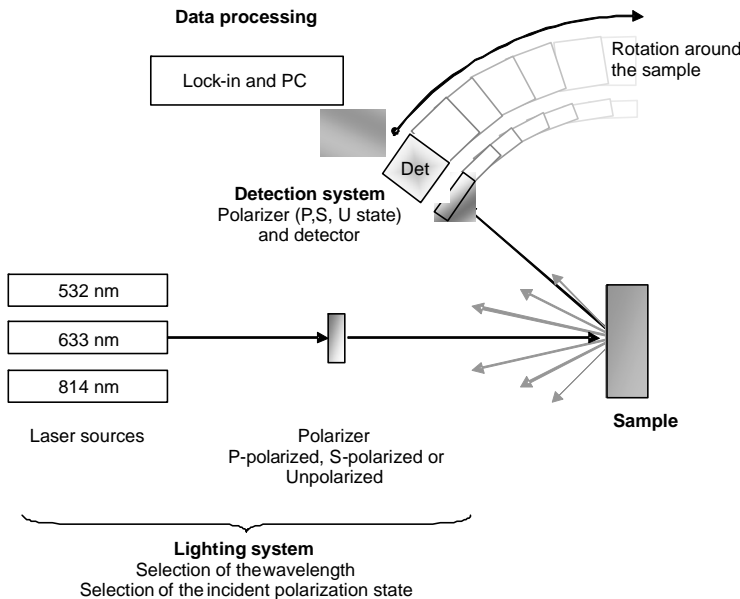 Data processing
Lock-in and PC
Rotation around
the sample
Det
Detection system
Polarizer (P,S, U state)
and detector
532 nm
633 nm
814 nm
Sample
Laser sources
Polarizer
P-polarized, S-polarized or
Unpolarized
Lighting system
Selection of the wavelength
Selection of the incident polarization state